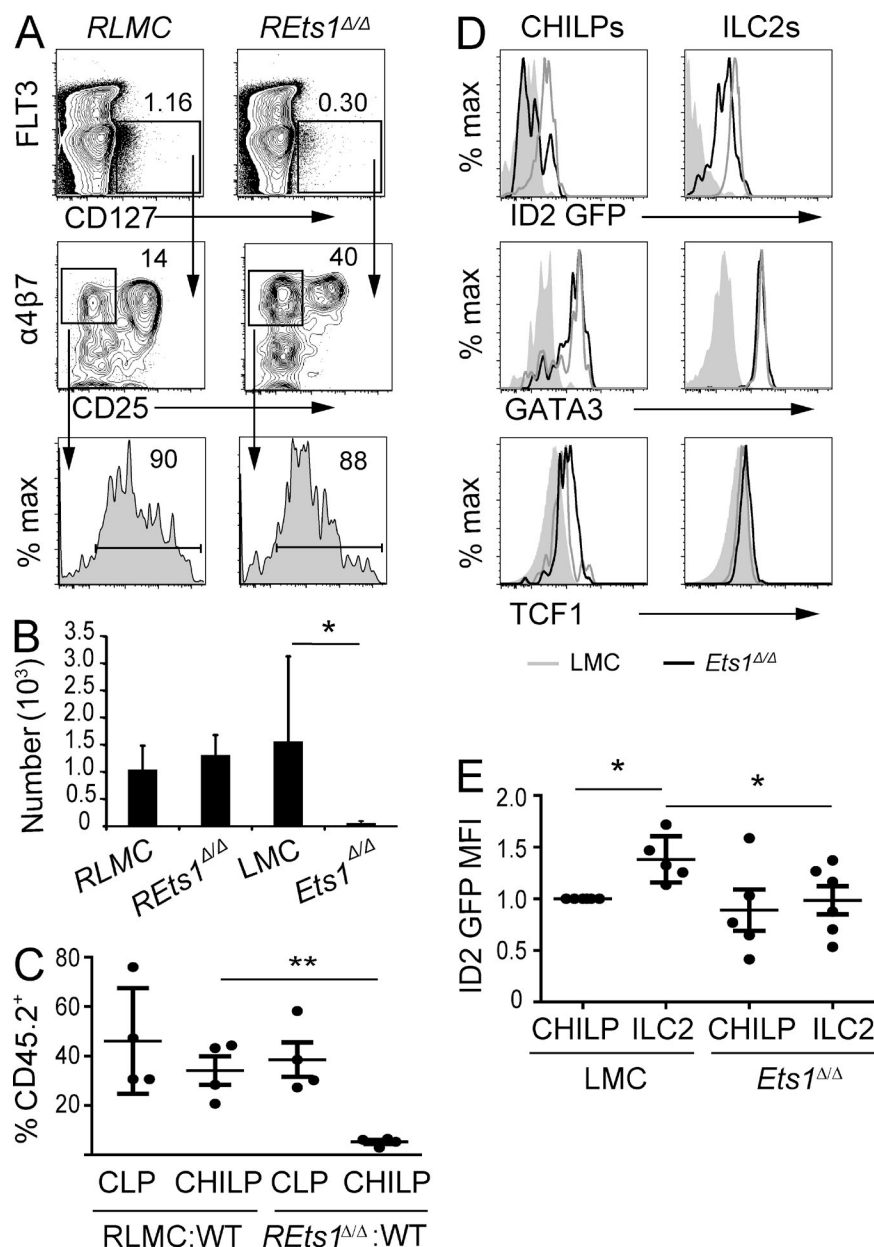 A
RLMC
REts1Δ/Δ
FLT3
1.16
0.30
CD127
α4β7
14
40
CD25
% max
90
88
B
Number (10³)
3.5
3.0
2.5
2.0
1.5
1.0
0.5
0
*
RLMC
REts1Δ/Δ
LMC
Ets1Δ/Δ
C
% CD45.2⁺
80
60
40
20
**
CLP
CHILP
CLP
CHILP
RLMC:WT
REts1Δ/Δ:WT
D
CHILPs
ILC2s
% max
ID2 GFP
% max
GATA3
% max
TCF1
LMC
Ets1Δ/Δ
E
ID2 GFP MFI
2.0
1.5
1.0
0.5
0
*
*
CHILP
ILC2
CHILP
ILC2
LMC
Ets1Δ/Δ